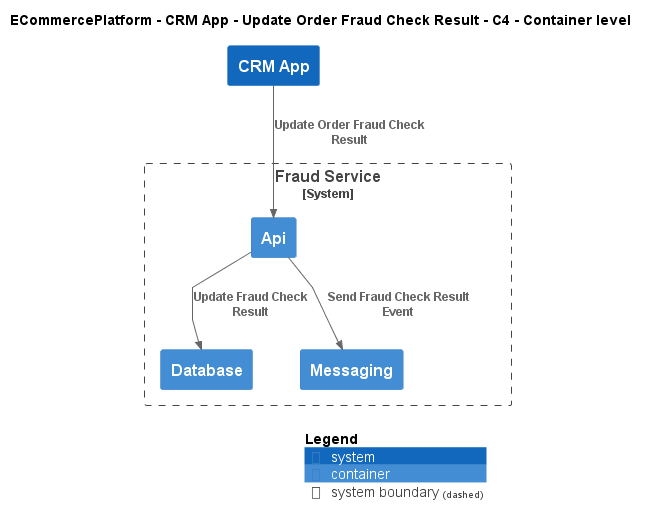 ECommercePlatform - CRM App - Update Order Fraud Check Result - C4 - Container level
CRM App
Update Order Fraud Check
Result
Fraud Service
[System]
Api
Update Fraud Check
Result
Send Fraud Check Result
Event
Database
Messaging
Legend
system
container
system boundary (dashed)